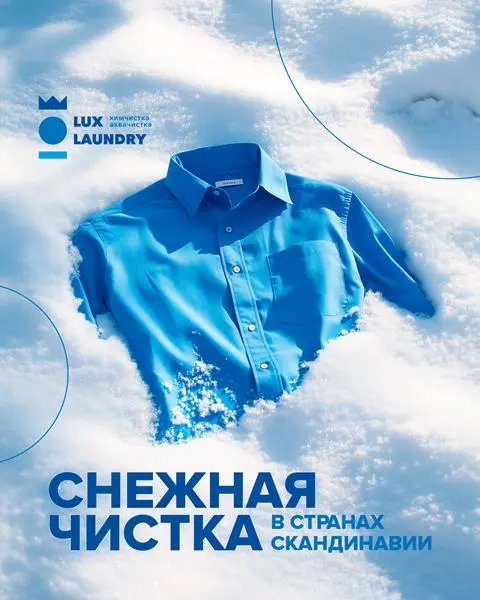 LUX
LAUNDRY
химчистка
аквачистка
СНЕЖНАЯ
ЧИСТКА
В СТРАНАХ
СКАНДИНАВИИ